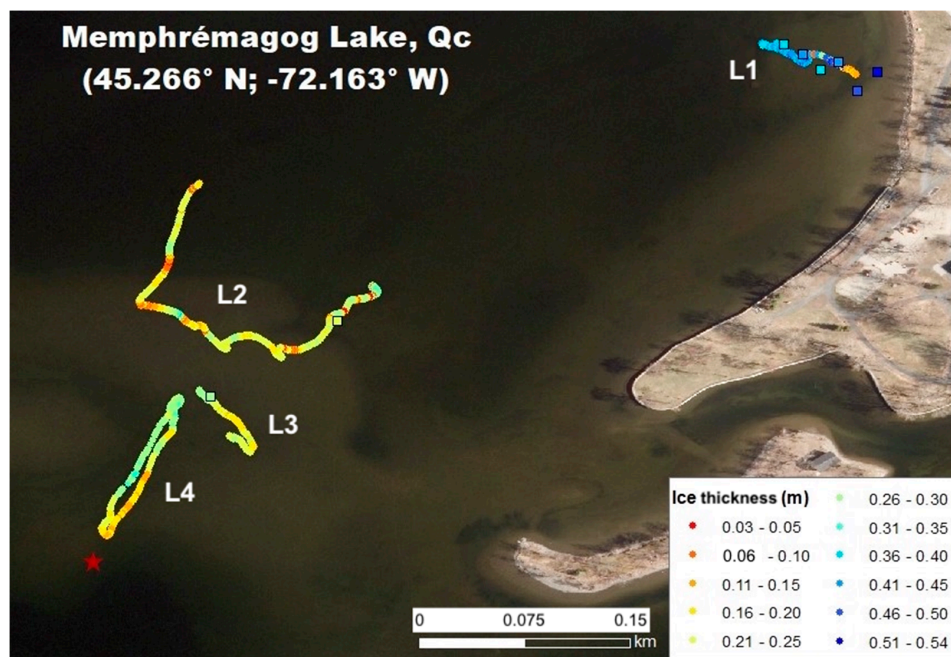 Memphrémagog Lake, Qc
(45.266° N; -72.163° W)
L1
L2
L3
L4
Ice thickness (m)
0.03 - 0.05
0.06 - 0.10
0.11 - 0.15
0.16 - 0.20
0.21 - 0.25
0.26 - 0.30
0.31 - 0.35
0.36 - 0.40
0.41 - 0.45
0.46 - 0.50
0.51 - 0.54
0 0.075 0.15
km